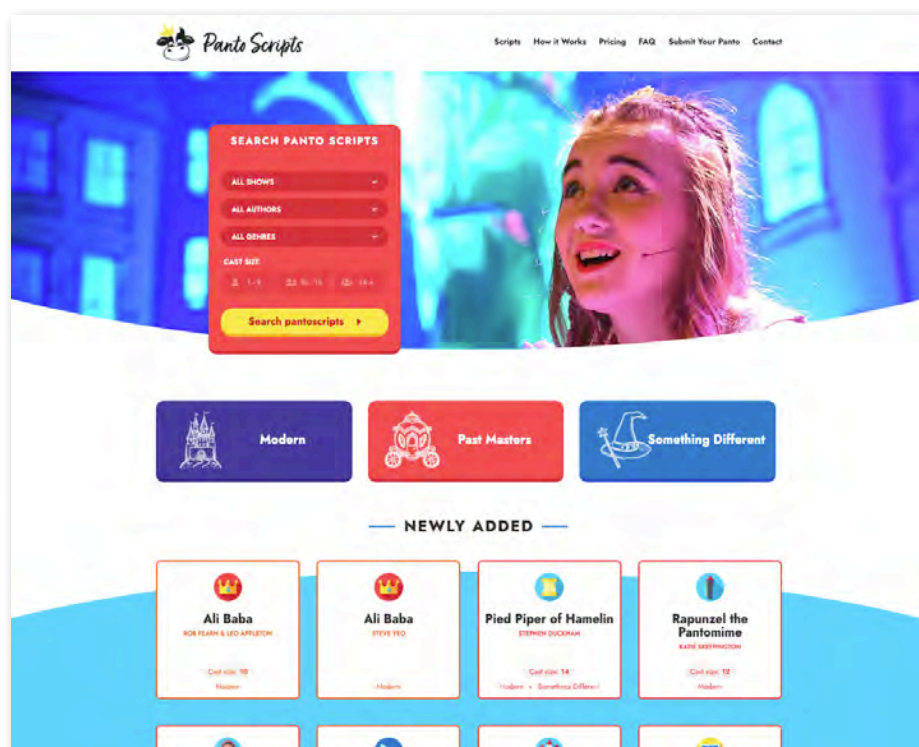 Panto Scripts
Scripts How it Works Pricing FAQ Submit Your Panto Contact
SEARCH PANTO SCRIPTS
ALL SHOWS
ALL AUTHORS
ALL GENRES
CAST SIZE
Search pantoscripts
Modern Past Masters Something Different
NEWLY ADDED
Ali Baba
ROB FEARN & LEO APPLETON
Cast size: 10
Modern
Ali Baba
STEVE YEO
Modern
Pied Piper of Hamelin
STEPHEN DUCKHAM
Cast size: 14
Modern • Something Different
Rapunzel the
Pantomime
KATIE SKEFFINGTON
Cast size: 12
Modern